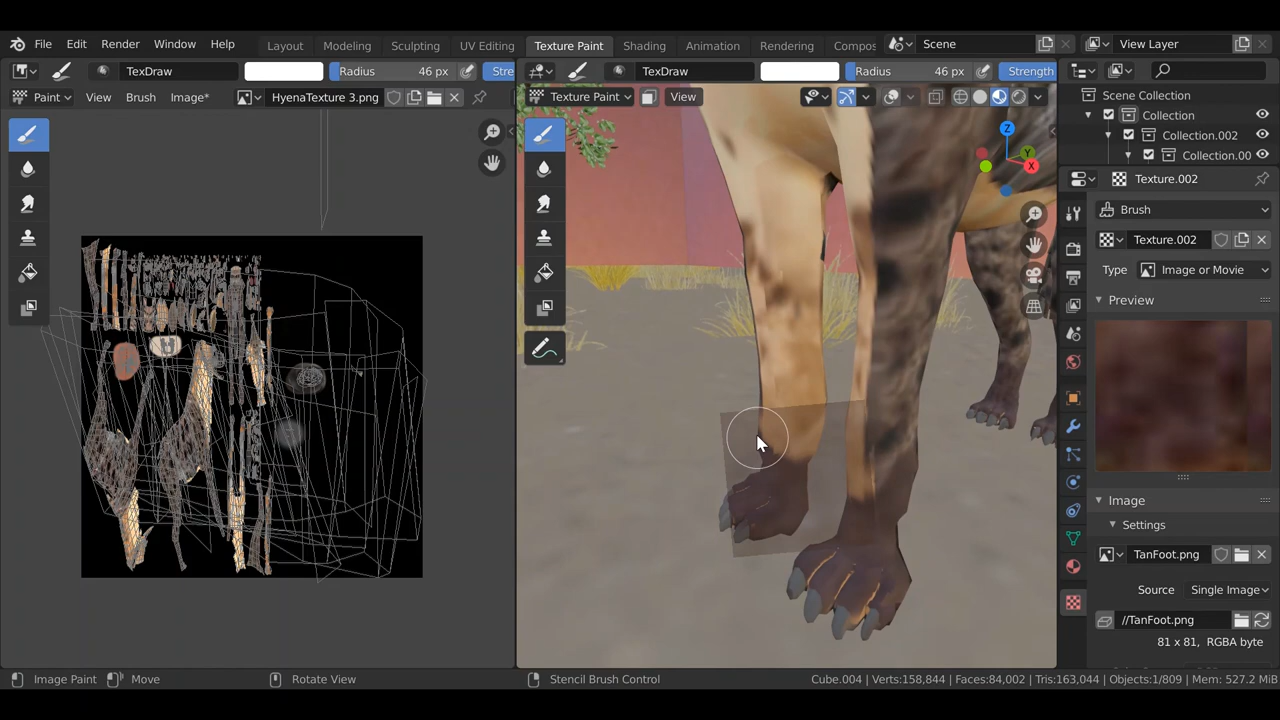 File Edit Render Window Help Layout Modeling Sculpting UV Editing Texture Paint Shading Animation Rendering Compos Scene View Layer
TexDraw Radius 46 px Stre TexDraw Radius 46 px Strength
Paint View Brush Image* HyenaTexture 3.png Texture Paint View
Scene Collection
Collection
Collection.002
Collection.00
Z
Y
X
Texture.002
Brush
Texture.002
Type Image or Movie
Preview
Image
Settings
TanFoot.png
Source Single Image
//TanFoot.png
81 x 81, RGBA byte
Image Paint Move Rotate View Stencil Brush Control Cube.004 | Verts:158,844 | Faces:84,002 | Tris:163,044 | Objects:1/809 | Mem: 527.2 MiB